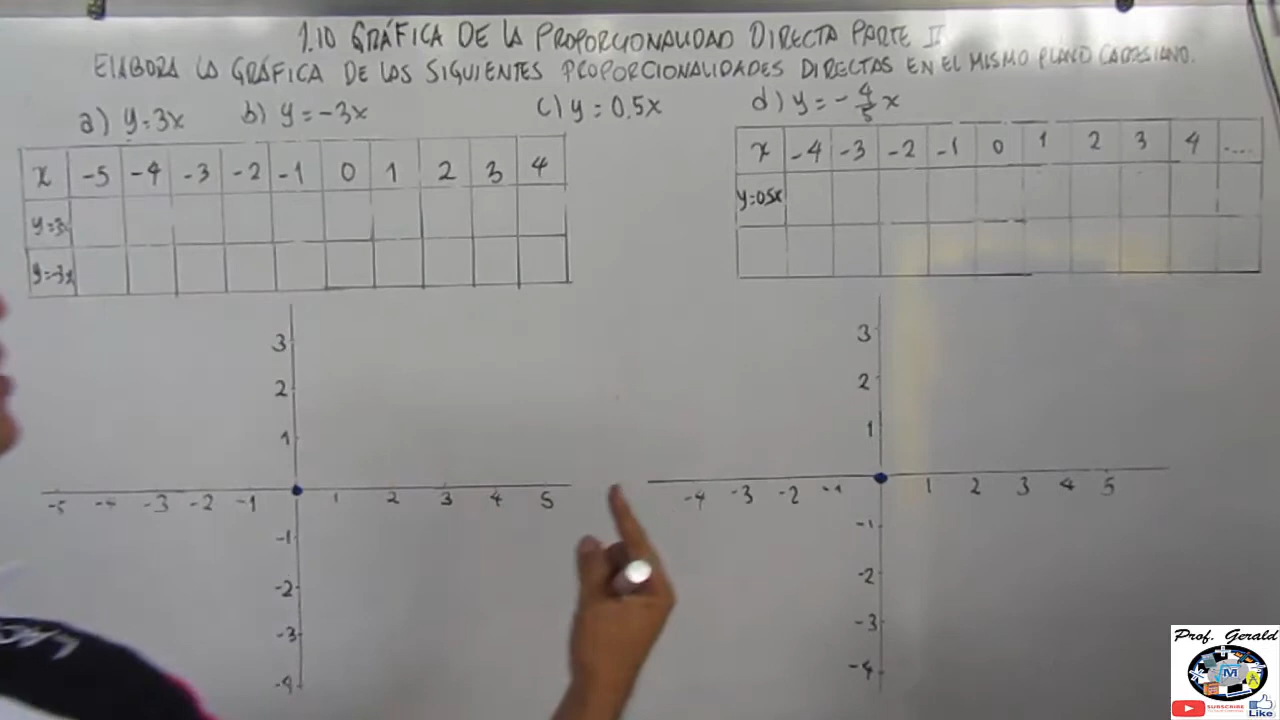 1.10 GRÁFICA DE LA PROPORCIONALIDAD DIRECTA PARTE II
ELABORA LA GRÁFICA DE LAS SIGUIENTES PROPORCIONALIDADES DIRECTAS EN EL MISMO PLANO CARTESIANO.
a) y=3x b) y=-3x c) y=0.5x d) y=-4/5 x
x -5 -4 -3 -2 -1 0 1 2 3 4
y=3x
y=-3x
x -4 -3 -2 -1 0 1 2 3 4 ....
y=0.5x
3
2
1
-5 -4 -3 -2 -1 1 2 3 4 5
-1
-2
-3
-4
3
2
1
-4 -3 -2 -1 1 2 3 4 5
-1
-2
-3
-4
Prof. Gerald
M
SUBSCRIBE
Like